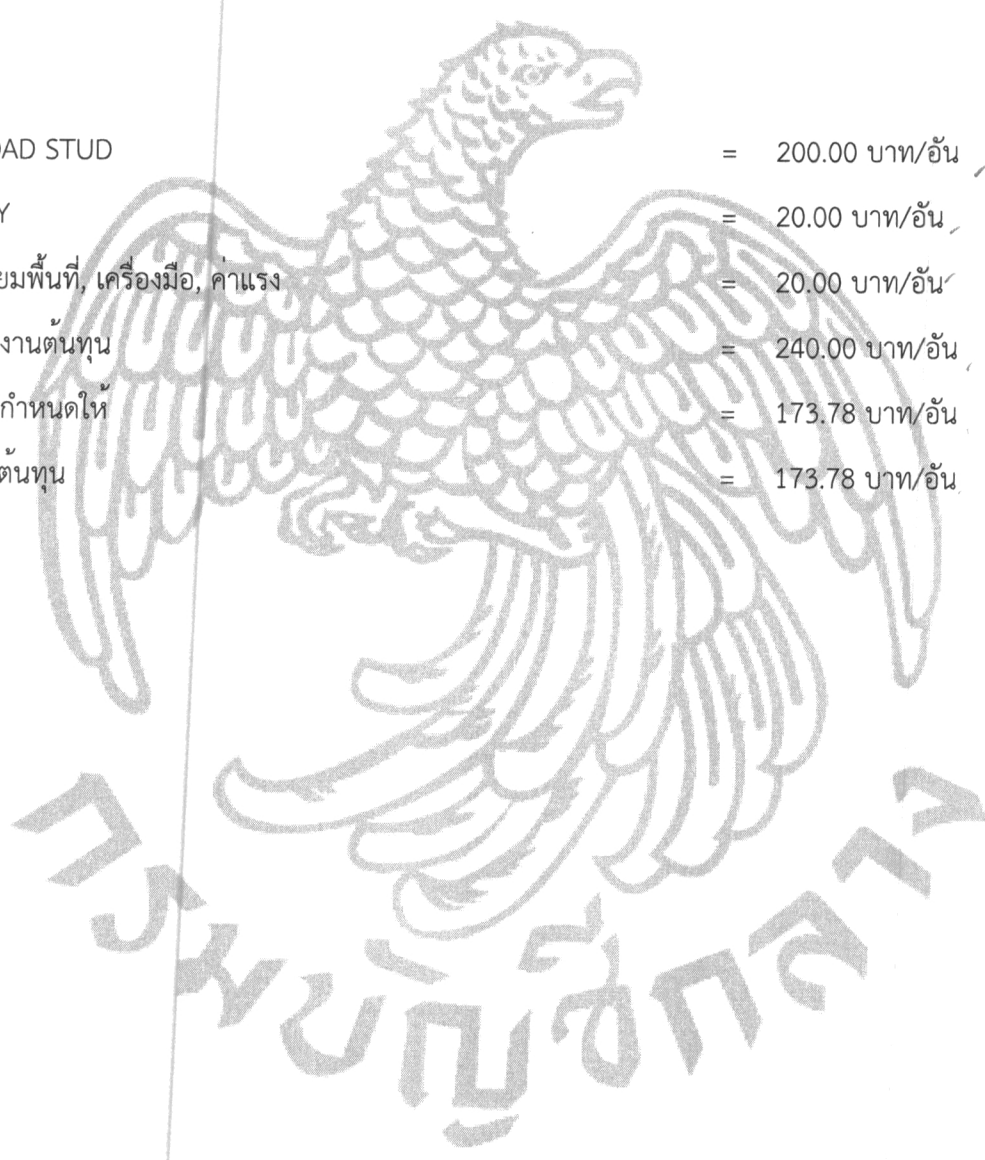 OAD STUD = 200.00 บาท/อัน
Y = 20.00 บาท/อัน
ยมพื้นที่, เครื่องมือ, ค่าแรง = 20.00 บาท/อัน
งานต้นทุน = 240.00 บาท/อัน
กำหนดให้ = 173.78 บาท/อัน
ต้นทุน = 173.78 บาท/อัน
กรมบัญชีกลาง